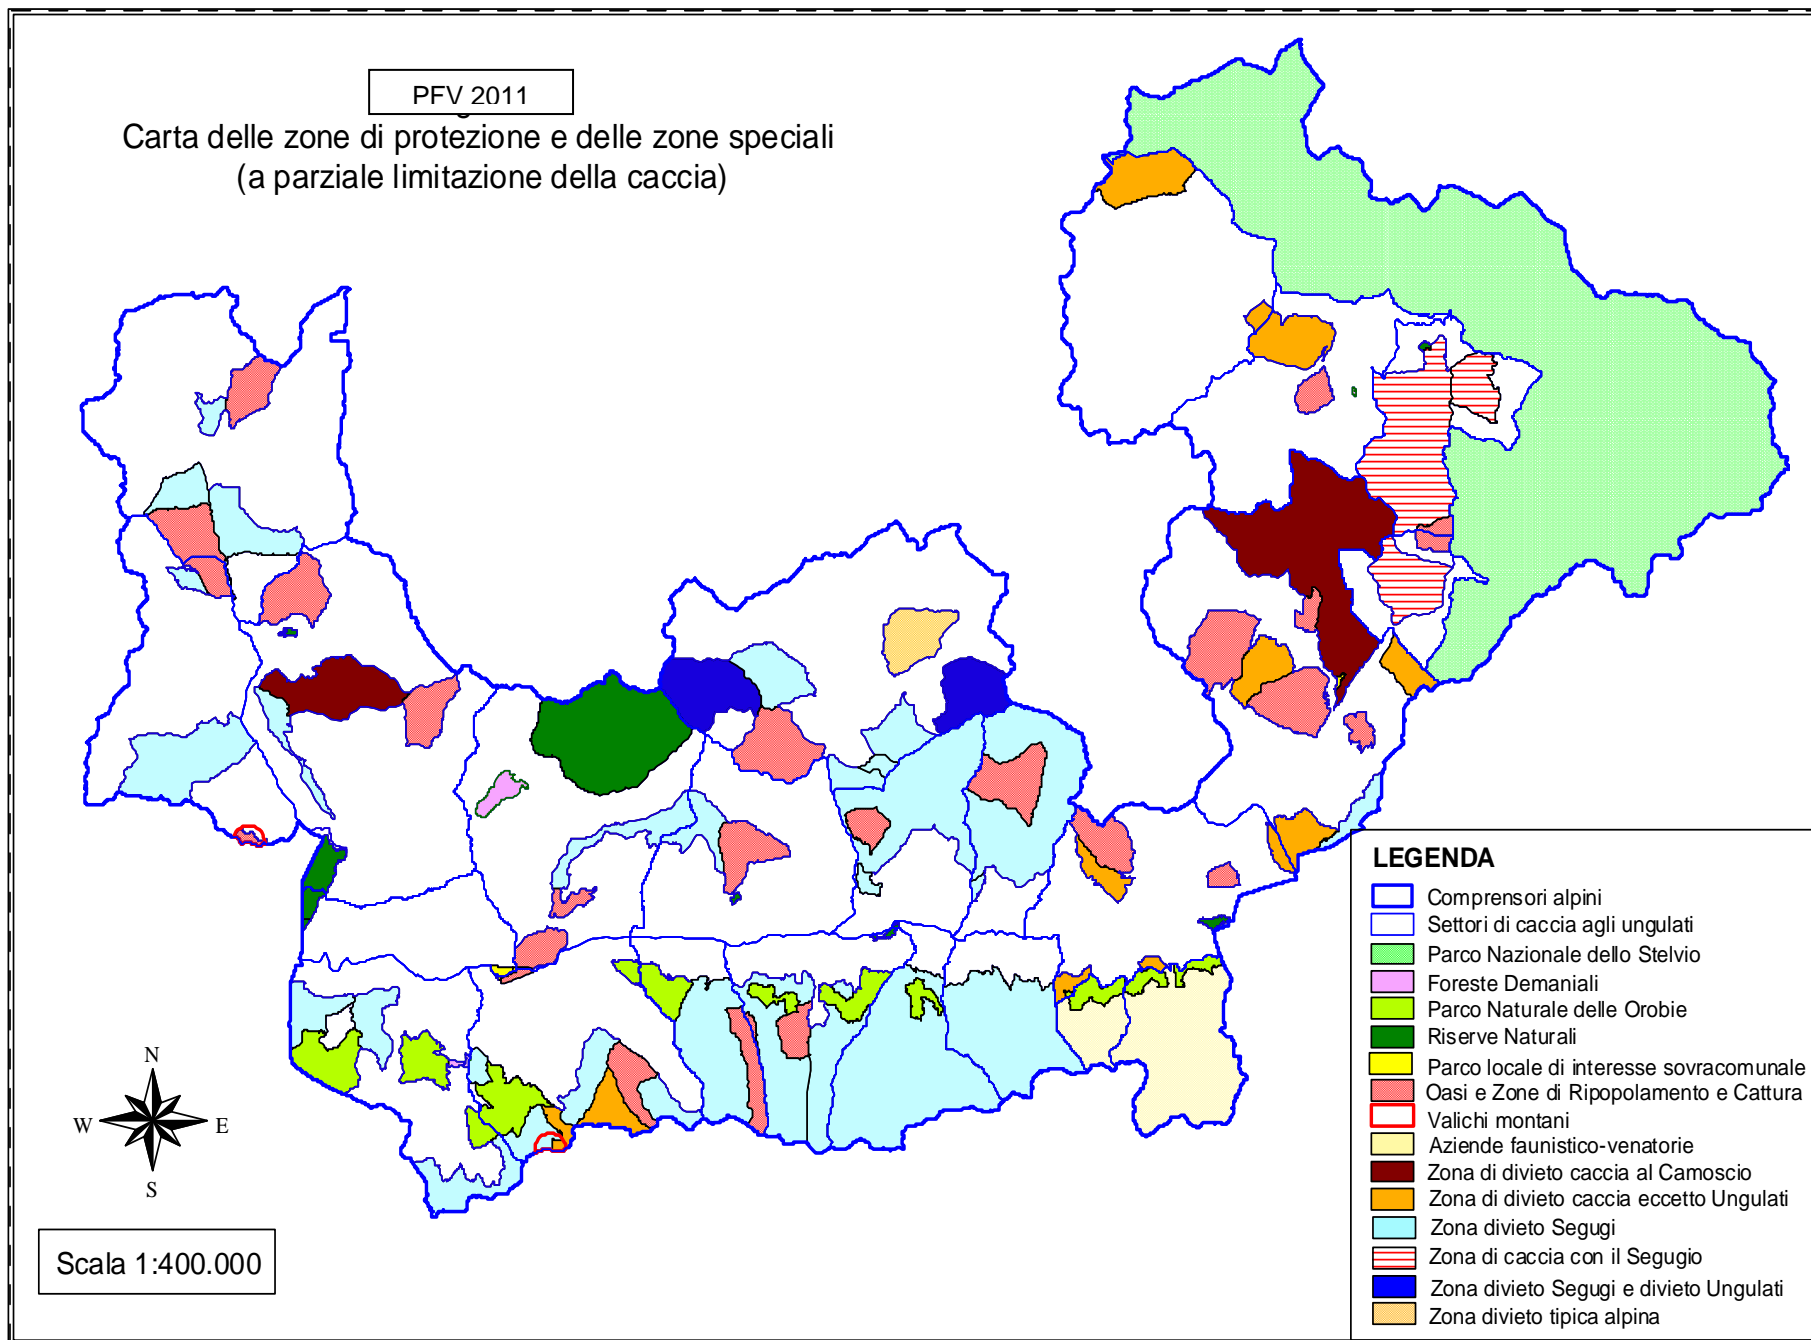 PFV 2011
Carta delle zone di protezione e delle zone speciali
(a parziale limitazione della caccia)
N
W
E
S
Scala 1:400.000
LEGENDA
Comprensori alpini
Settori di caccia agli ungulati
Parco Nazionale dello Stelvio
Foreste Demaniali
Parco Naturale delle Orobie
Riserve Naturali
Parco locale di interesse sovracomunale
Oasi e Zone di Ripopolamento e Cattura
Valichi montani
Aziende faunistico-venatorie
Zona di divieto caccia al Camoscio
Zona di divieto caccia eccetto Ungulati
Zona divieto Segugi
Zona di caccia con il Segugio
Zona divieto Segugi e divieto Ungulati
Zona divieto tipica alpina